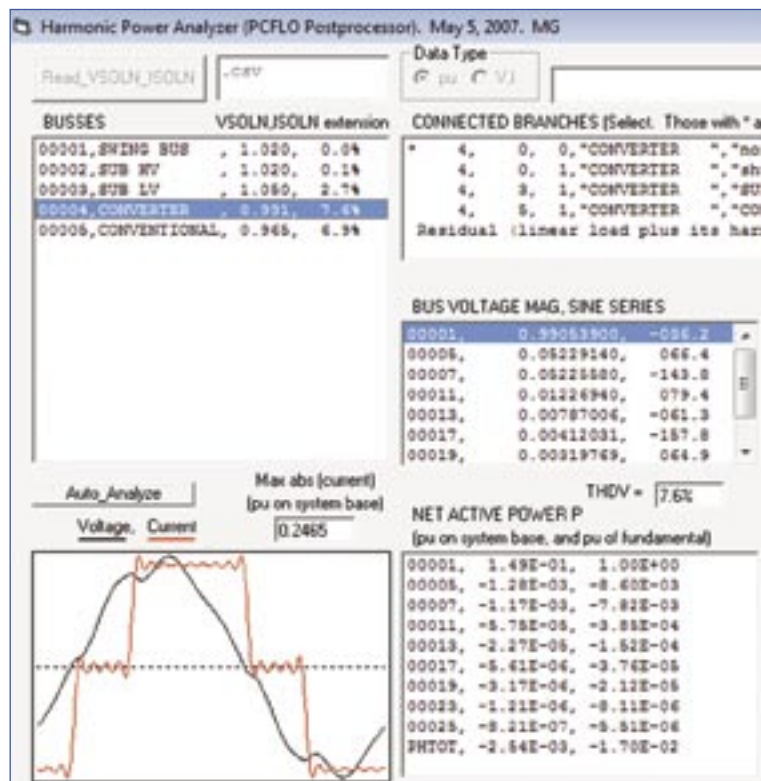 Harmonic Power Analyzer (PCFLO Postprocessor). May 5, 2007. MG
Read_VSOLN_ISOLN
.csv
Data Type
pu
BUSSES VSOLN,ISOLN extension
00001,SWING BUS , 1.020, 0.0%
00002,SUB HV , 1.020, 0.1%
00003,SUB LV , 1.050, 2.7%
00004,CONVERTER , 0.991, 7.6%
00005,CONVENTIONAL, 0.965, 6.9%
CONNECTED BRANCHES (Select. Those with * a
* 4, 0, 0,"CONVERTER ","no
4, 0, 1,"CONVERTER ","sh
4, 3, 1,"CONVERTER ","SU
4, 5, 1,"CONVERTER ","CO
Residual (linear load plus its har
BUS VOLTAGE MAG, SINE SERIES
00001, 0.99053900, -036.2
00005, 0.05229140, 066.4
00007, 0.05225580, -143.8
00011, 0.01226940, 079.4
00013, 0.00787006, -061.3
00017, 0.00412031, -157.8
00019, 0.00319769, 064.9
Auto_Analyze
Max abs (current)
(pu on system base)
0.2465
THDV = 7.6%
Voltage, Current
NET ACTIVE POWER P
(pu on system base, and pu of fundamental)
00001, 1.49E-01, 1.00E+00
00005, -1.28E-03, -8.60E-03
00007, -1.17E-03, -7.82E-03
00011, -5.75E-05, -3.85E-04
00013, -2.27E-05, -1.52E-04
00017, -5.61E-06, -3.76E-05
00019, -3.17E-06, -2.12E-05
00023, -1.21E-06, -8.11E-06
00025, -8.21E-07, -5.51E-06
PHTOT, -2.54E-03, -1.70E-02